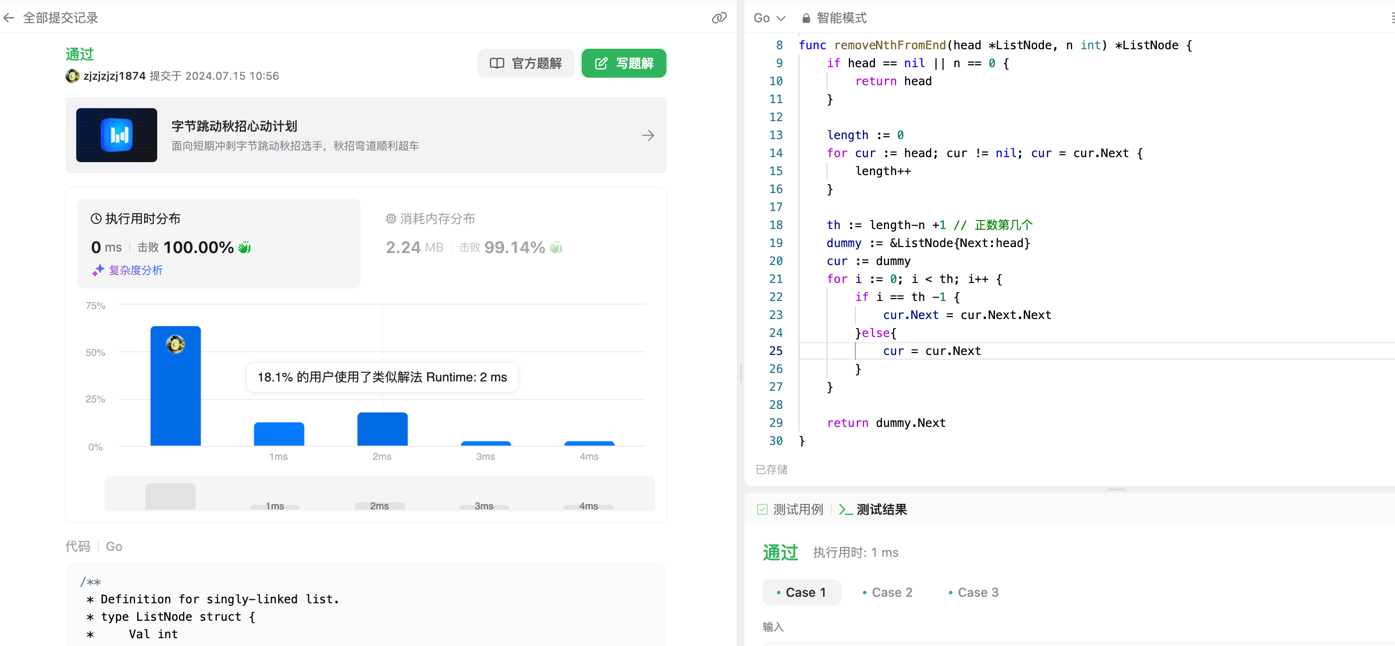 全部提交记录
通过
zjzjzjzj1874 提交于 2024.07.15 10:56
官方题解
写题解
字节跳动秋招心动计划
面向短期冲刺字节跳动秋招选手，秋招弯道顺利超车
执行用时分布
0 ms 击败 100.00%
复杂度分析
消耗内存分布
2.24 MB 击败 99.14%
75%
50%
25%
0%
18.1% 的用户使用了类似解法 Runtime: 2 ms
1ms 2ms 3ms 4ms
1ms 2ms 3ms 4ms
代码 Go
/**
* Definition for singly-linked list.
* type ListNode struct {
*     Val int
Go 智能模式
8 func removeNthFromEnd(head *ListNode, n int) *ListNode {
9     if head == nil || n == 0 {
10         return head
11     }
12
13     length := 0
14     for cur := head; cur != nil; cur = cur.Next {
15         length++
16     }
17
18     th := length-n +1 // 正数第几个
19     dummy := &ListNode{Next:head}
20     cur := dummy
21     for i := 0; i < th; i++ {
22         if i == th -1 {
23             cur.Next = cur.Next.Next
24         }else{
25             cur = cur.Next
26         }
27     }
28
29     return dummy.Next
30 }
已存储
测试用例 >_ 测试结果
通过 执行用时: 1 ms
• Case 1 • Case 2 • Case 3
输入